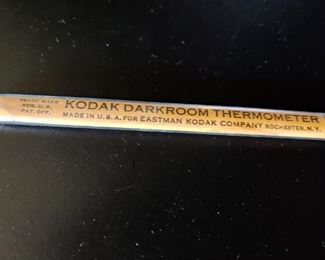 TRADE MARK
REG. U.S.
PAT. OFF.
KODAK DARKROOM THERMOMETER
MADE IN U.S.A. FOR EASTMAN KODAK COMPANY ROCHESTER, N.Y.